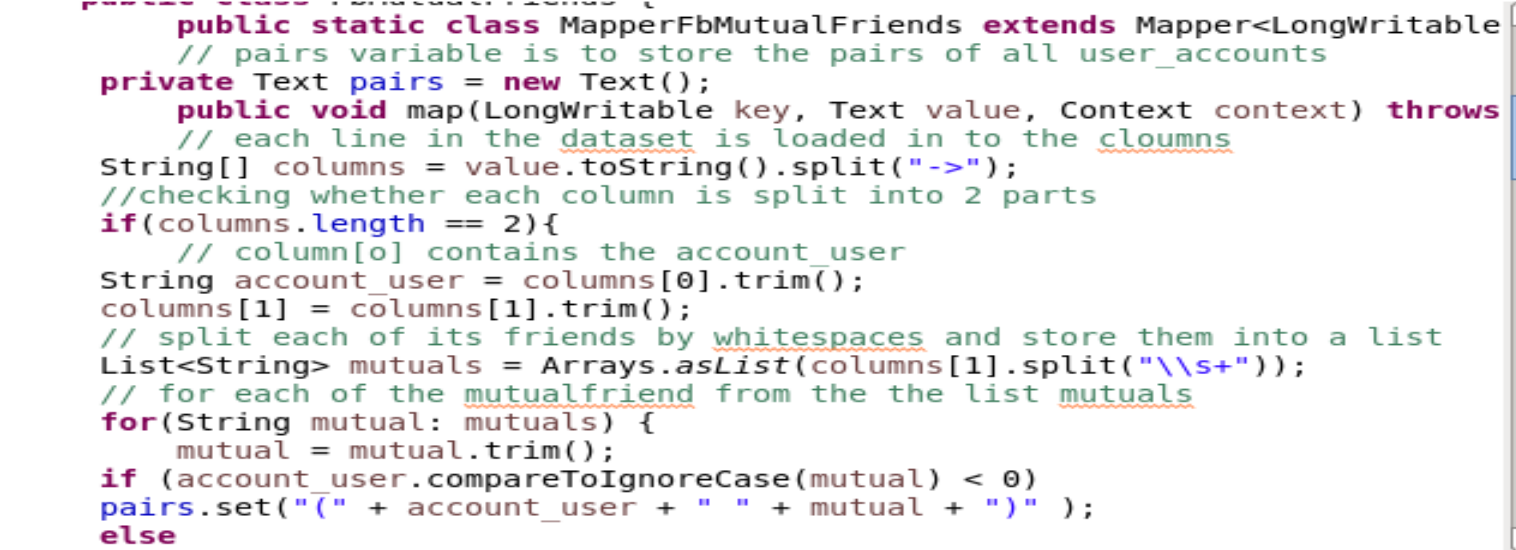 public class FbMutualFriends {
public static class MapperFbMutualFriends extends Mapper<LongWritable
// pairs variable is to store the pairs of all user_accounts
private Text pairs = new Text();
public void map(LongWritable key, Text value, Context context) throws
// each line in the dataset is loaded in to the cloumns
String[] columns = value.toString().split("->");
//checking whether each column is split into 2 parts
if(columns.length == 2){
// column[o] contains the account_user
String account_user = columns[0].trim();
columns[1] = columns[1].trim();
// split each of its friends by whitespaces and store them into a list
List<String> mutuals = Arrays.asList(columns[1].split("\\s+"));
// for each of the mutualfriend from the the list mutuals
for(String mutual: mutuals) {
mutual = mutual.trim();
if (account_user.compareToIgnoreCase(mutual) < 0)
pairs.set("(" + account_user + " " + mutual + ")" );
else